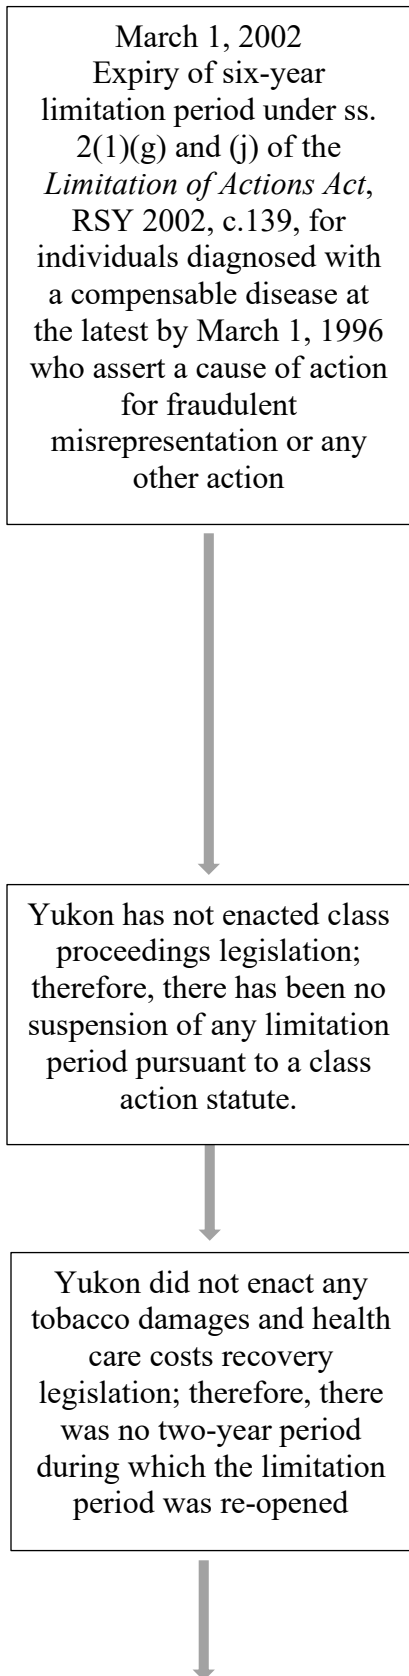 March 1, 2002
Expiry of six-year
limitation period under ss.
2(1)(g) and (j) of the
Limitation of Actions Act,
RSY 2002, c.139, for
individuals diagnosed with
a compensable disease at
the latest by March 1, 1996
who assert a cause of action
for fraudulent
misrepresentation or any
other action
Yukon has not enacted class
proceedings legislation;
therefore, there has been no
suspension of any limitation
period pursuant to a class
action statute.
Yukon did not enact any
tobacco damages and health
care costs recovery
legislation; therefore, there
was no two-year period
during which the limitation
period was re-opened